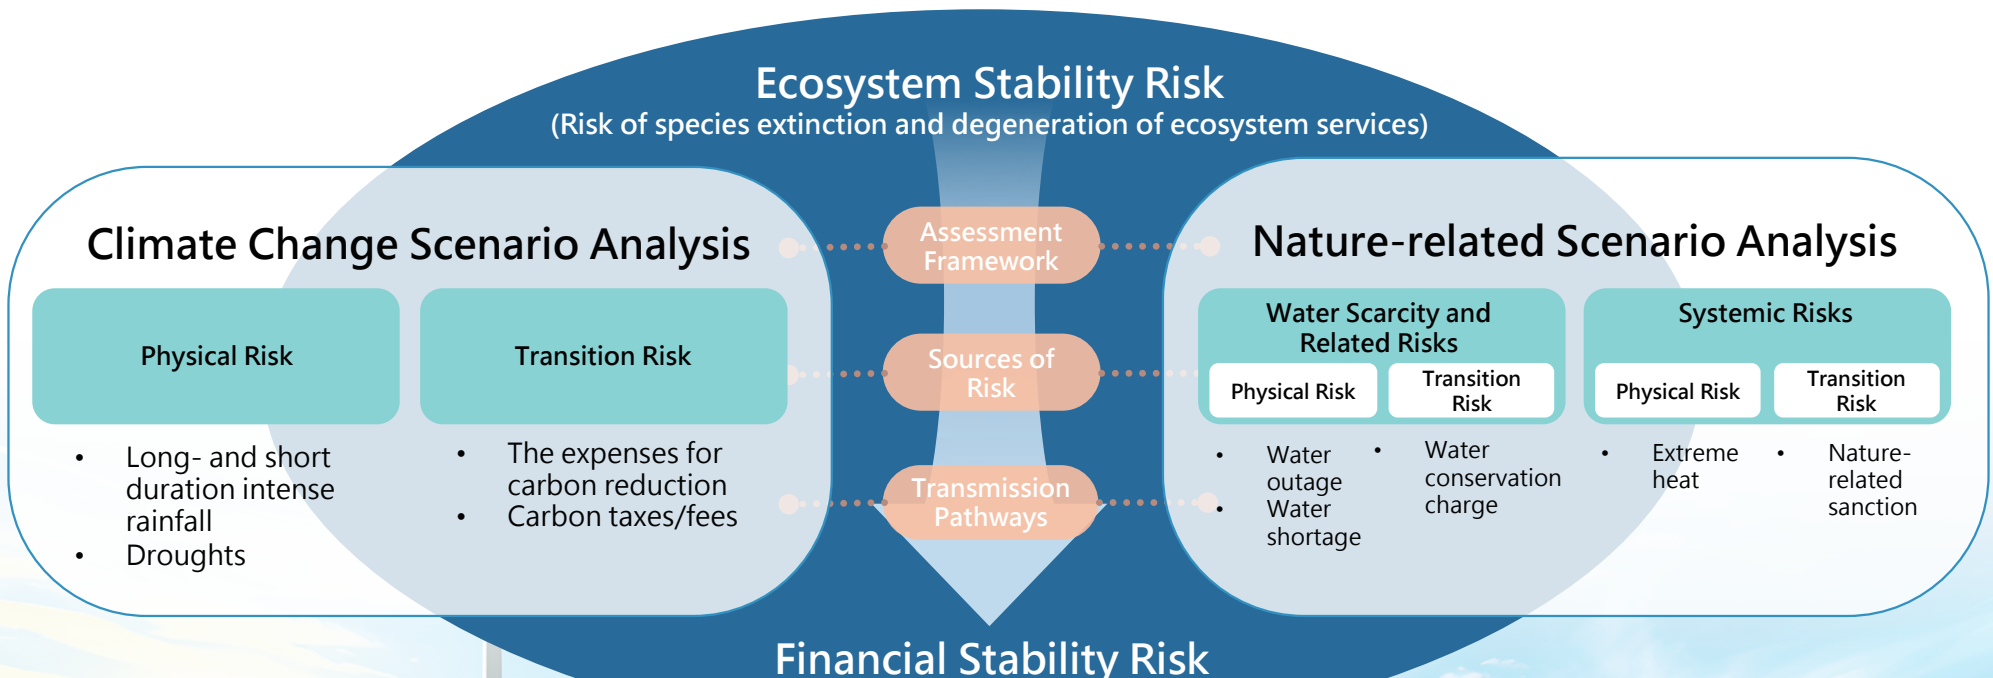 Ecosystem Stability Risk
(Risk of species extinction and degeneration of ecosystem services)
Climate Change Scenario Analysis
Physical Risk
Transition Risk
• Long- and short
duration intense
rainfall
• Droughts
• The expenses for
carbon reduction
• Carbon taxes/fees
Assessment
Framework
Sources of
Risk
Transmission
Pathways
Nature-related Scenario Analysis
Water Scarcity and
Related Risks
Physical Risk
Transition
Risk
• Water
outage
• Water
shortage
• Water
conservation
charge
Systemic Risks
Physical Risk
Transition
Risk
• Extreme
heat
• Nature-
related
sanction
Financial Stability Risk